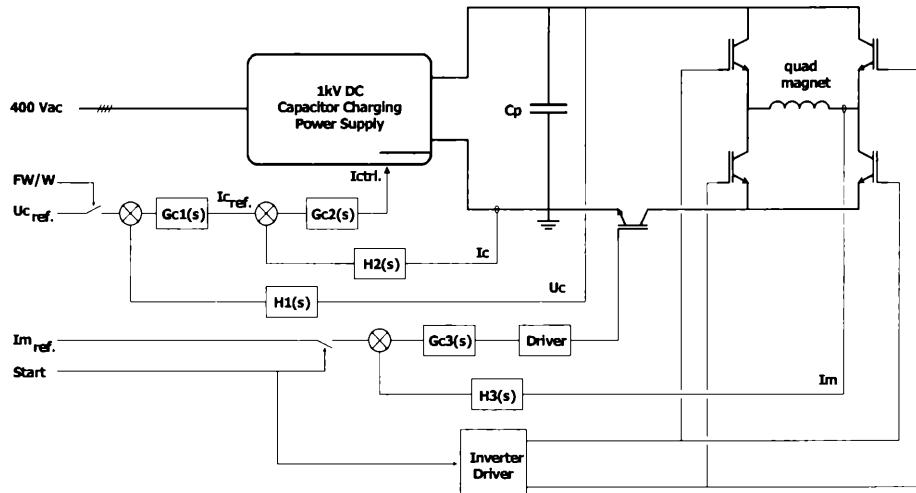 1kV DC
Capacitor Charging
Power Supply
400 Vac
Cp
quad
magnet
Ictrl.
FW/W
Uc ref.
Gc1(s)
Ic ref.
Gc2(s)
H2(s)
Ic
H1(s)
Uc
Im ref.
Gc3(s)
Driver
Start
H3(s)
Im
Inverter
Driver